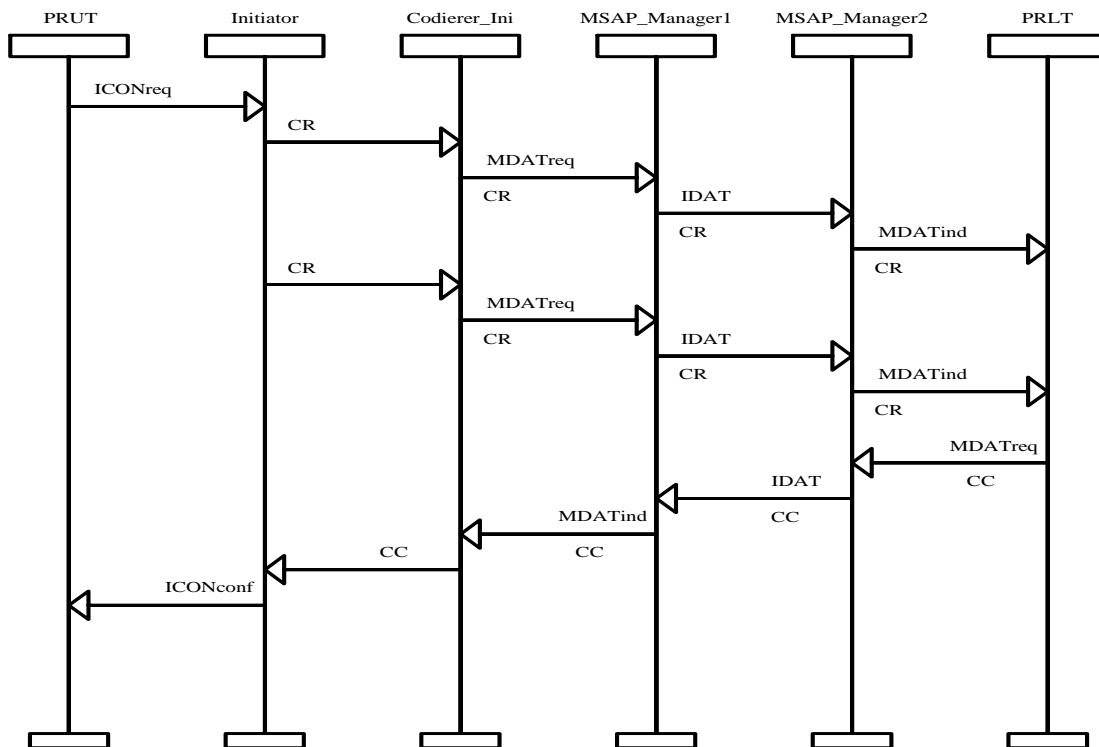 PRUT Initiator Codierer_Ini MSAP_Manager1 MSAP_Manager2 PRLT
ICONreq
CR
MDATreq
CR
IDAT
CR
MDATind
CR
CR
MDATreq
CR
IDAT
CR
MDATind
CR
MDATreq
CC
IDAT
CC
MDATind
CC
CC
ICONconf